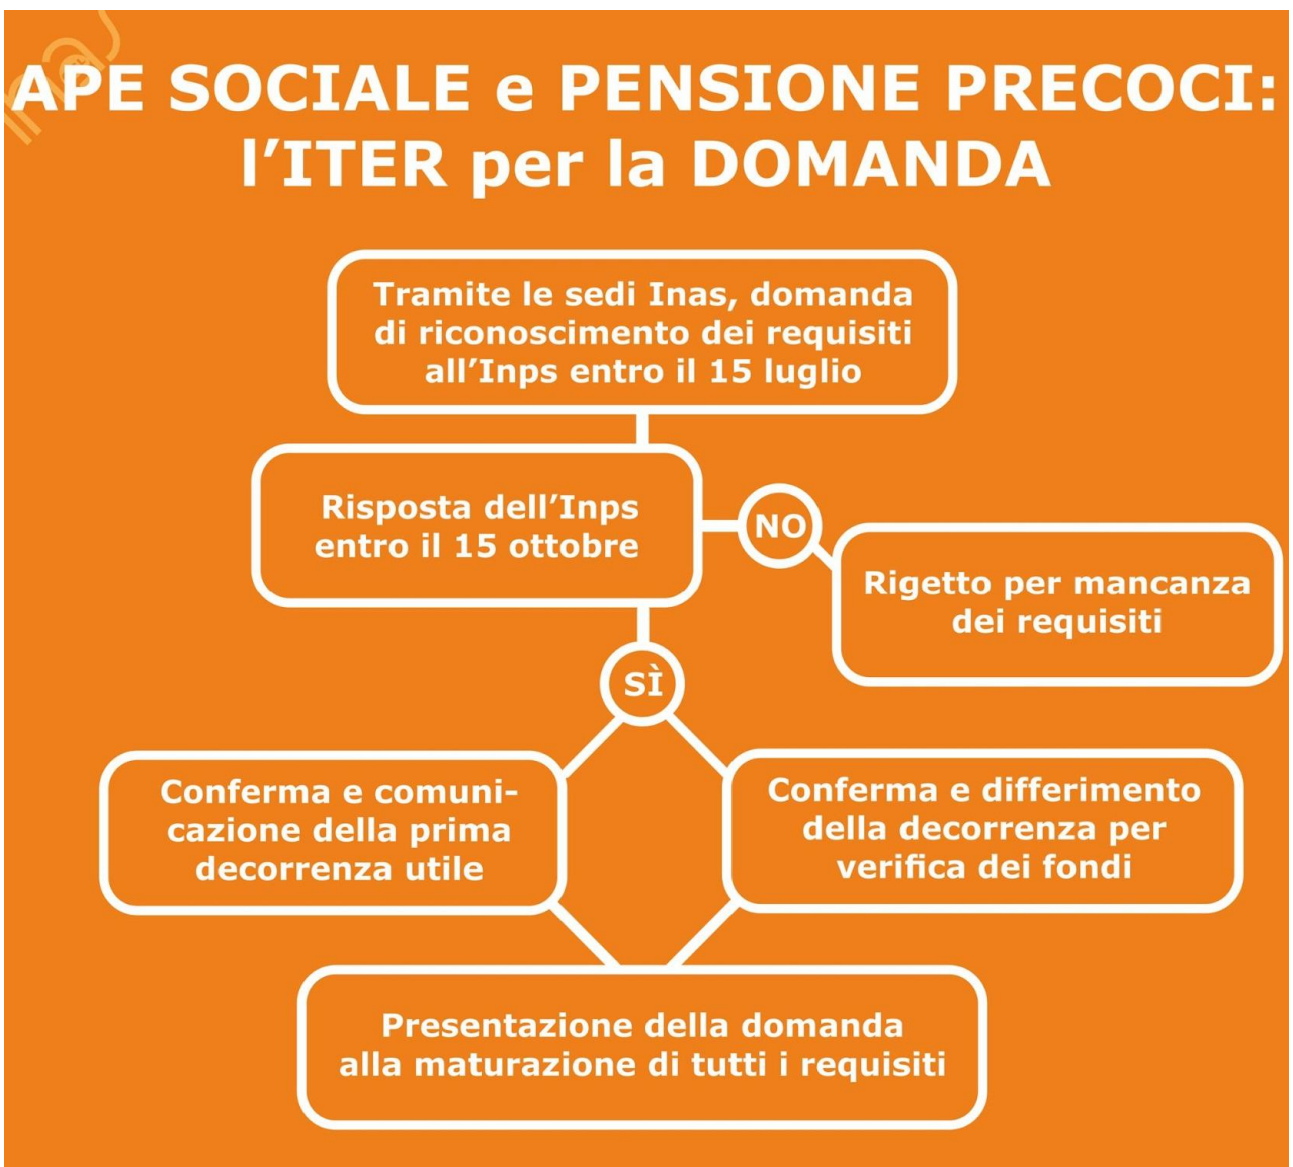 inas
APE SOCIALE e PENSIONE PRECOCI:
l'ITER per la DOMANDA
Tramite le sedi Inas, domanda
di riconoscimento dei requisiti
all'Inps entro il 15 luglio
Risposta dell'Inps
entro il 15 ottobre
NO
Rigetto per mancanza
dei requisiti
SÌ
Conferma e comuni-
cazione della prima
decorrenza utile
Conferma e differimento
della decorrenza per
verifica dei fondi
Presentazione della domanda
alla maturazione di tutti i requisiti